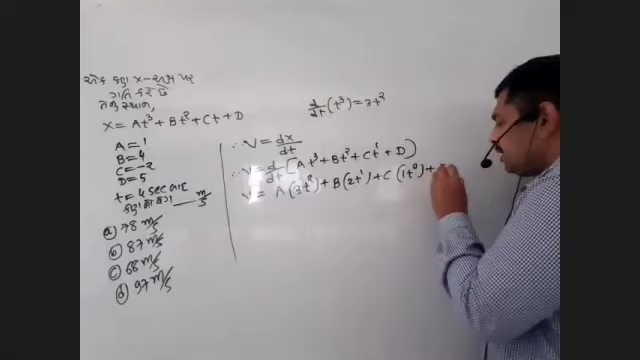 એક કણ x-અક્ષ પર
ગતિ કરે છે
તેનું સ્થાન,
x = At³ + Bt² + Ct + D
A = 1
B = 4
C = -2
D = 5
t = 4 sec બાદ
કણનો વેગ ___ m/s
(a) 78 m/s
(b) 87 m/s
(c) 68 m/s
(d) 97 m/s
d/dt (t³) = 3t²
∴ V = dx/dt
∴ V = d/dt [At³ + Bt² + Ct¹ + D]
V = A(3t²) + B(2t¹) + C(1t⁰) +